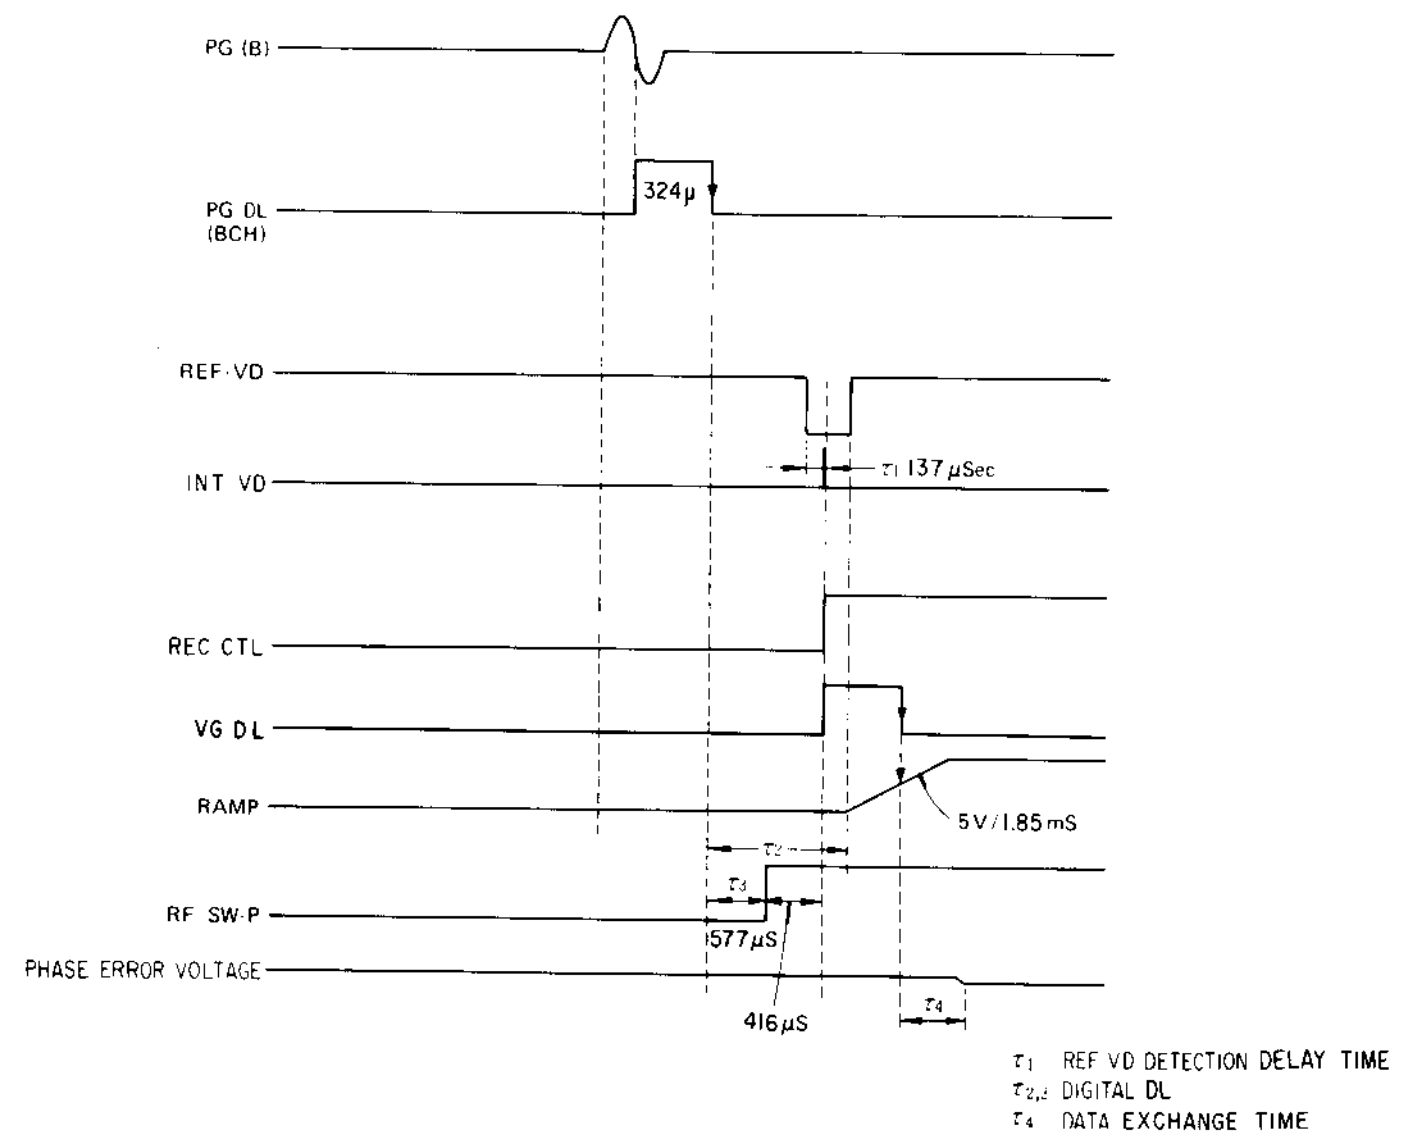 PG (B)
324µ
PG DL
(BCH)
REF·VD
τ1 137 µSec
INT VD
REC CTL
VG DL
RAMP
5V/1.85mS
τ2
τ3
RF SW·P
577µS
PHASE ERROR VOLTAGE
τ4
416µS
τ1 REF VD DETECTION DELAY TIME
τ2,3 DIGITAL DL
τ4 DATA EXCHANGE TIME